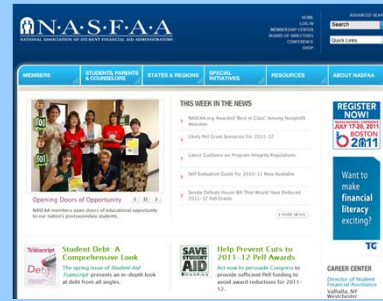 N·A·S·F·A·A
NATIONAL ASSOCIATION OF STUDENT FINANCIAL AID ADMINISTRATORS
HOME
LOG IN
MEMBERSHIP CENTER
BOARD OF DIRECTORS
CONFERENCE
SHOP
ADVANCED SEA
Search
Quick Links
MEMBERS
STUDENTS, PARENTS
& COUNSELORS
STATES & REGIONS
SPECIAL
INITIATIVES
RESOURCES
ABOUT NASFAA
Opening Doors of Opportunity
NASFAA members open doors of educational opportunity
to our nation's postsecondary students.
THIS WEEK IN THE NEWS
NASFAA.org Awarded 'Best in Class' Among Nonprofit
Websites
Likely Pell Grant Scenarios For 2011-12
Latest Guidance on Program Integrity Regulations
Self Evaluation Guide for 2010-11 Now Available
Senate Defeats House Bill That Would Have Reduced
2011-12 Pell Grants
MORE NEWS
REGISTER
NOW!
JULY 17-20, 2011
BOSTON
2011
Want to
make
financial
literacy
exciting?
TG
Transcript
Debt
Student Debt: A
Comprehensive Look
The spring issue of Student Aid
Transcript presents an in-depth look
at debt from all angles.
SAVE
STUDENT
AID
Help Prevent Cuts to
2011-12 Pell Awards
Act now to persuade Congress to
provide sufficient Pell funding to
avoid award reductions for 2011-
12.
CAREER CENTER
Director of Student
Financial Assistance
Valhalla, NY
Westchester